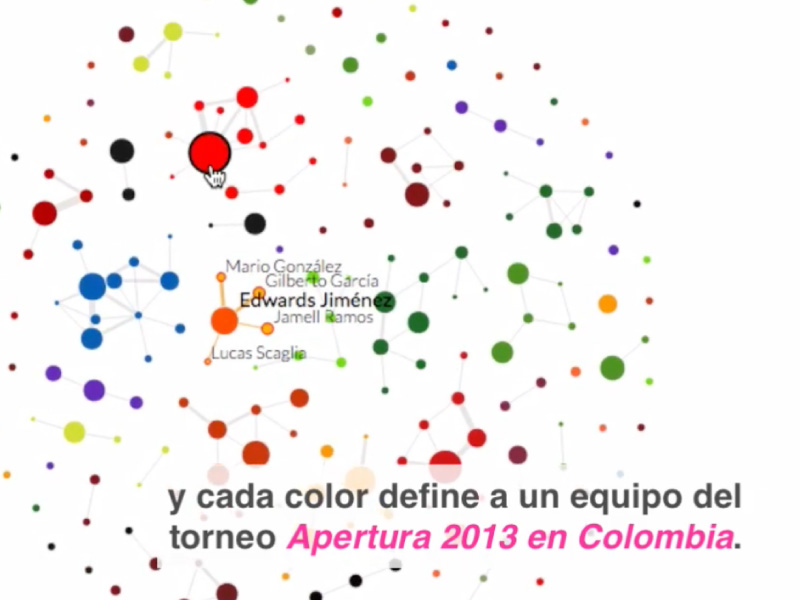 Mario González
Gilberto García
Edwards Jiménez
Jamell Ramos
Lucas Scaglia
y cada color define a un equipo del
torneo Apertura 2013 en Colombia.